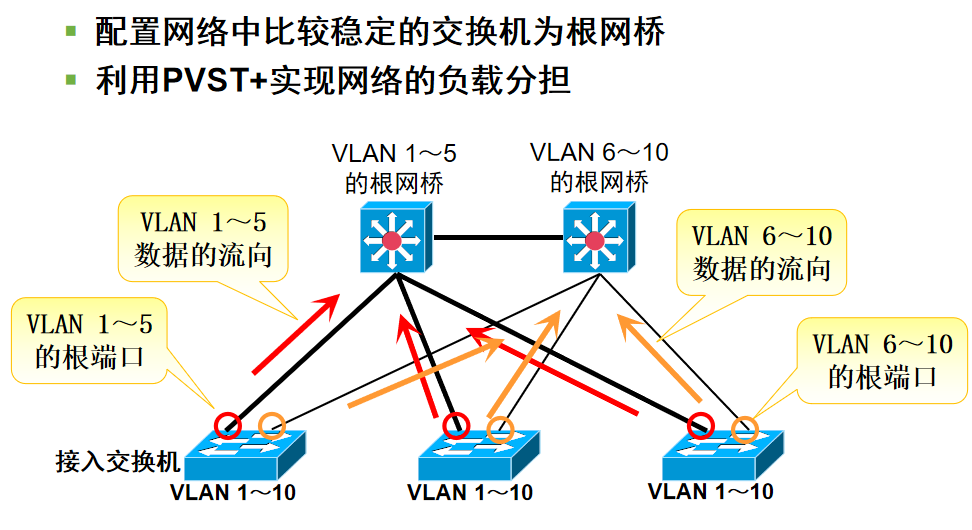 配置网络中比较稳定的交换机为根网桥
利用PVST+实现网络的负载分担
VLAN 1～5
的根网桥
VLAN 6～10
的根网桥
VLAN 1～5
数据的流向
VLAN 6～10
数据的流向
VLAN 1～5
的根端口
VLAN 6～10
的根端口
接入交换机
VLAN 1～10
VLAN 1～10
VLAN 1～10